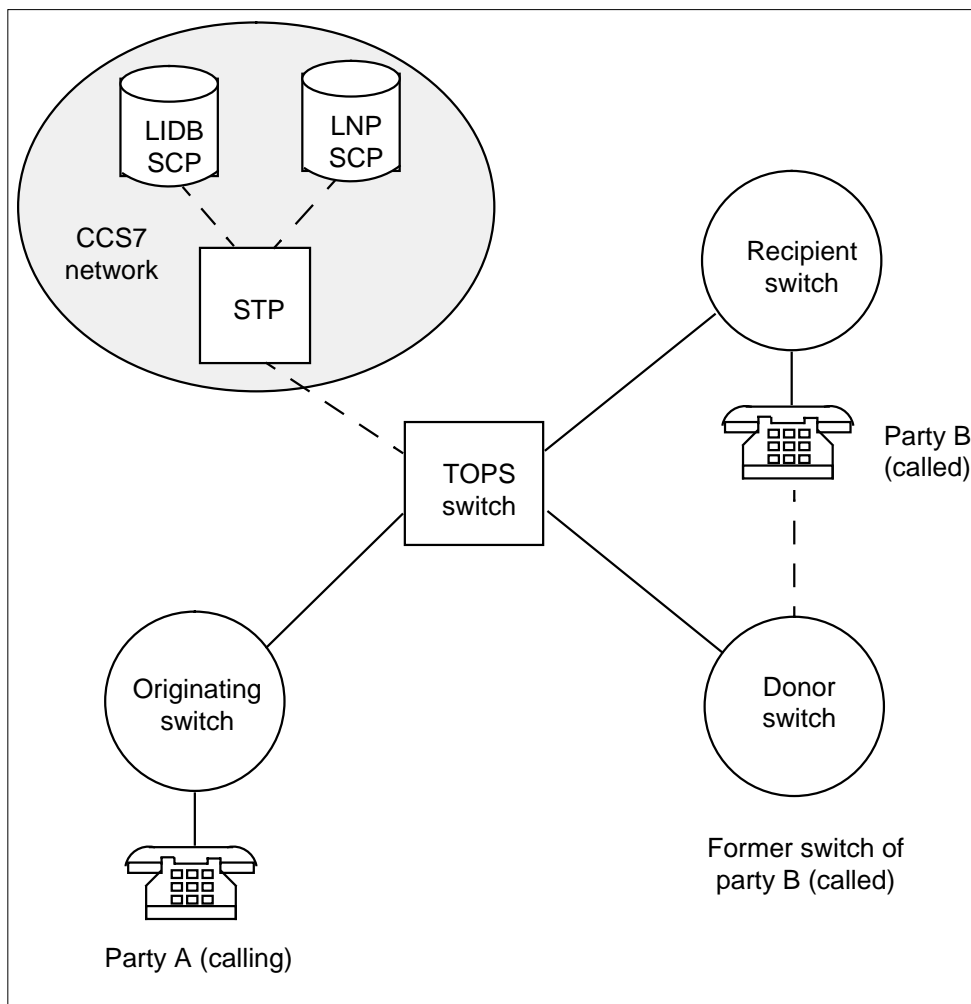 LIDB
SCP
LNP
SCP
CCS7
network
STP
Recipient
switch
Party B
(called)
TOPS
switch
Originating
switch
Donor
switch
Former switch of
party B (called)
Party A (calling)